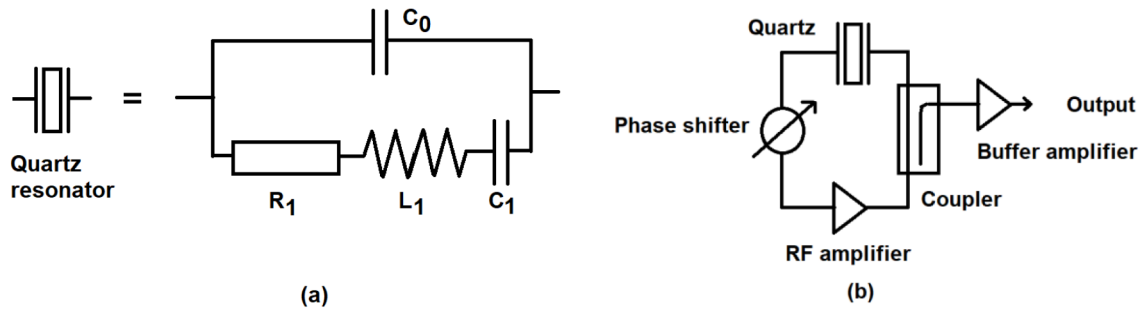 C0
=
Quartz
resonator
R1
L1
C1
(a)
Quartz
Phase shifter
Output
Buffer amplifier
Coupler
RF amplifier
(b)